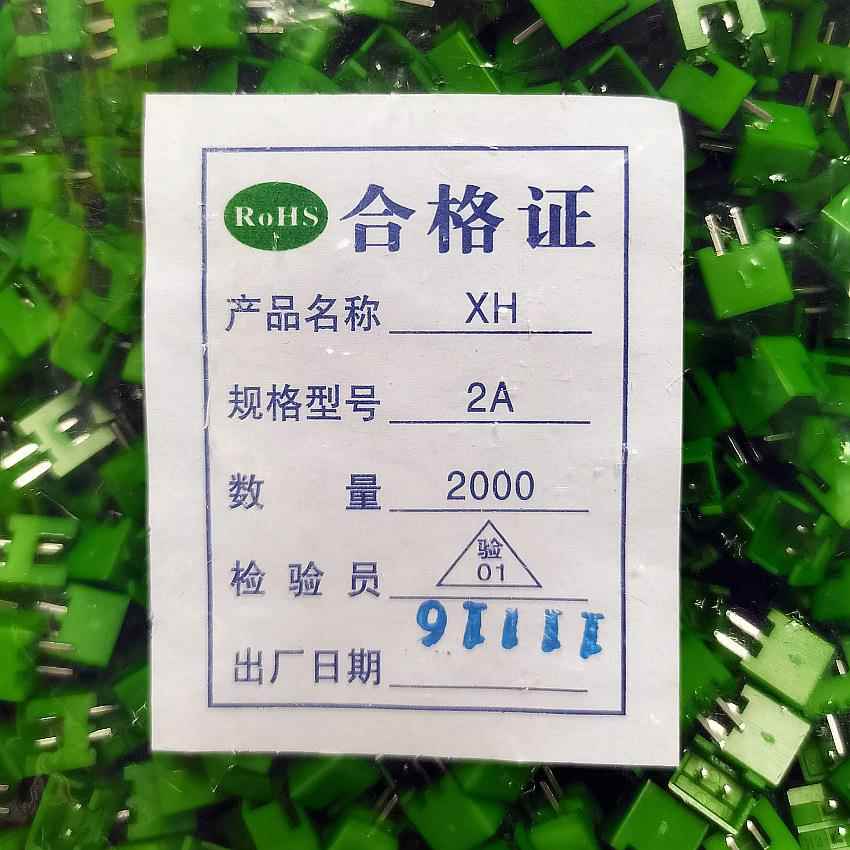 RoHS 合格证
产品名称 XH
规格型号 2A
数量 2000
检验员 验 01
11119
出厂日期